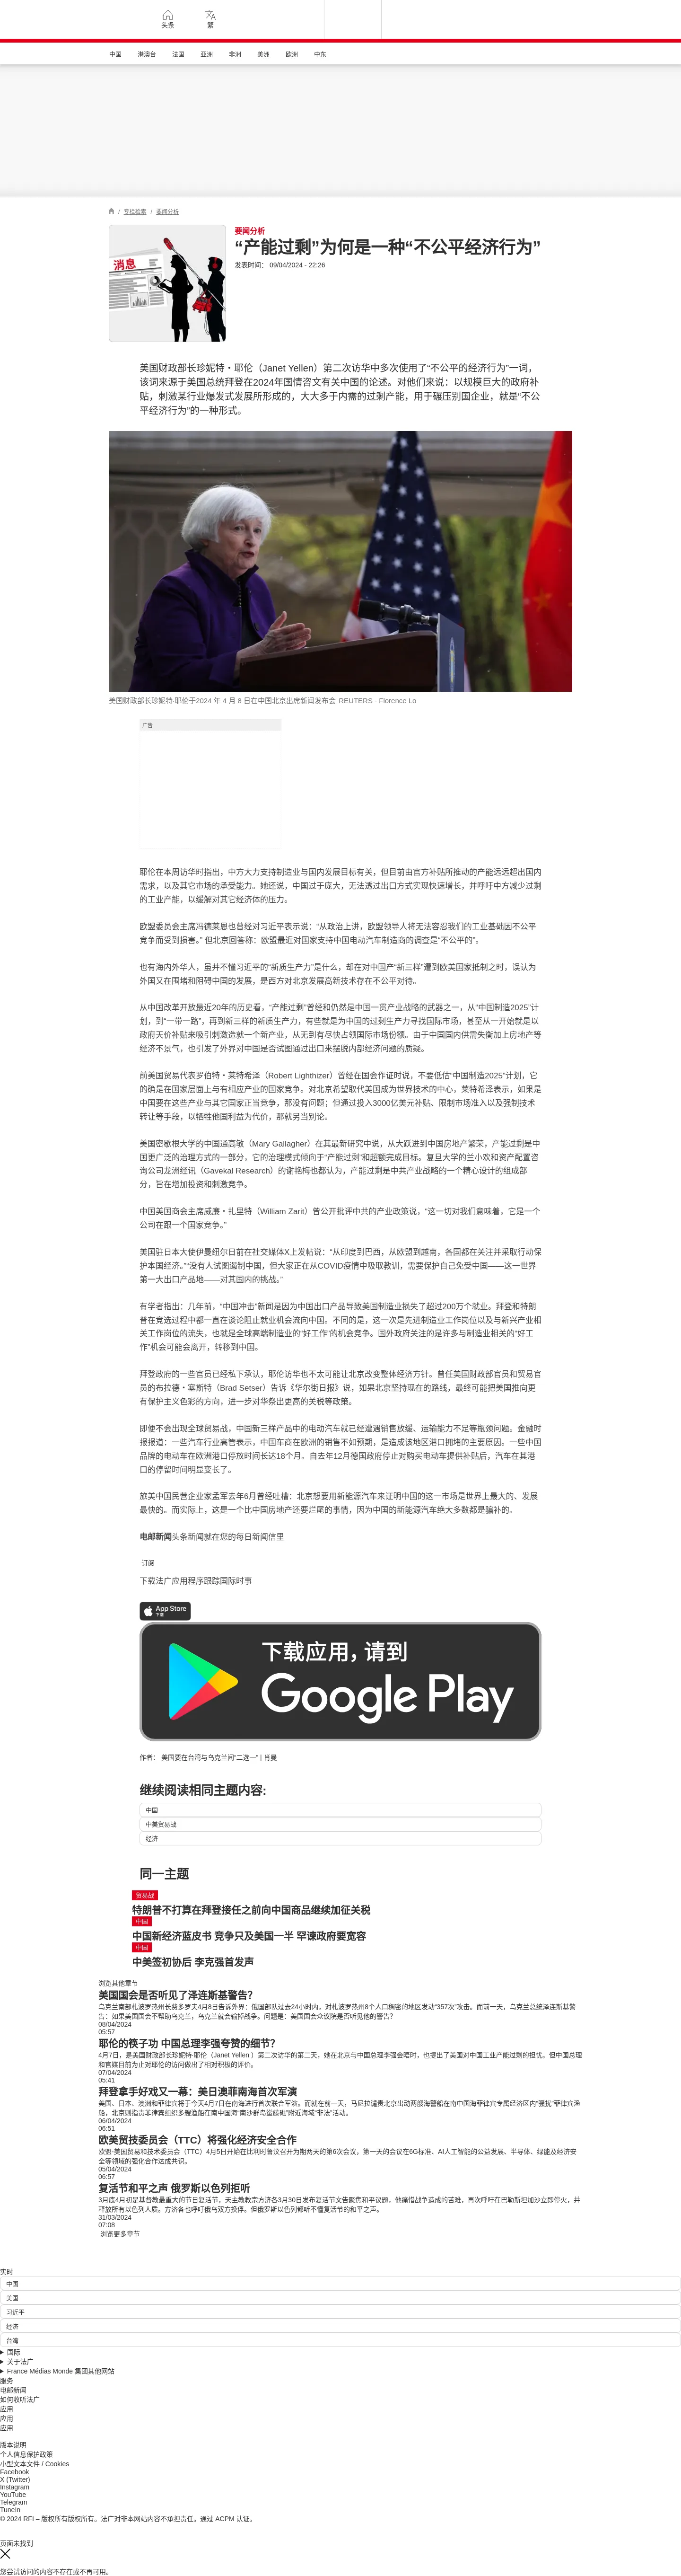 头条
繁
中国 港澳台 法国 亚洲 非洲 美洲 欧洲 中东
/ 专栏检索 / 要闻分析
消息
要闻分析
“产能过剩”为何是一种“不公平经济行为”
发表时间： 09/04/2024 - 22:26
美国财政部长珍妮特・耶伦（Janet Yellen）第二次访华中多次使用了“不公平的经济行为”一词，
该词来源于美国总统拜登在2024年国情咨文有关中国的论述。对他们来说：以规模巨大的政府补
贴，刺激某行业爆发式发展所形成的，大大多于内需的过剩产能，用于碾压别国企业，就是“不公
平经济行为”的一种形式。
美国财政部长珍妮特·耶伦于2024 年 4 月 8 日在中国北京出席新闻发布会 REUTERS - Florence Lo
广告
耶伦在本周访华时指出，中方大力支持制造业与国内发展目标有关，但目前由官方补贴所推动的产能远远超出国内
需求，以及其它市场的承受能力。她还说，中国过于庞大，无法透过出口方式实现快速增长，并呼吁中方减少过剩
的工业产能，以缓解对其它经济体的压力。
欧盟委员会主席冯德莱恩也曾经对习近平表示说：“从政治上讲，欧盟领导人将无法容忍我们的工业基础因不公平
竞争而受到损害。” 但北京回答称：欧盟最近对国家支持中国电动汽车制造商的调查是“不公平的”。
也有海内外华人，虽并不懂习近平的“新质生产力”是什么，却在对中国产“新三样”遭到欧美国家抵制之时，误认为
外国又在围堵和阻碍中国的发展，是西方对北京发展高新技术存在不公平对待。
从中国改革开放最近20年的历史看，“产能过剩”曾经和仍然是中国一贯产业战略的武器之一，从“中国制造2025”计
划，到“一带一路”，再到新三样的新质生产力，有些就是为中国的过剩生产力寻找国际市场，甚至从一开始就是以
政府天价补贴来吸引刺激造就一个新产业，从无到有尽快占领国际市场份额。由于中国国内供需失衡加上房地产等
经济不景气，也引发了外界对中国是否试图通过出口来摆脱内部经济问题的质疑。
前美国贸易代表罗伯特・莱特希泽（Robert Lighthizer）曾经在国会作证时说，不要低估“中国制造2025”计划，它
的确是在国家层面上与有相应产业的国家竞争。对北京希望取代美国成为世界技术的中心，莱特希泽表示，如果是
中国要在这些产业与其它国家正当竞争，那没有问题；但通过投入3000亿美元补贴、限制市场准入以及强制技术
转让等手段，以牺牲他国利益为代价，那就另当别论。
美国密歇根大学的中国通高敏（Mary Gallagher）在其最新研究中说，从大跃进到中国房地产繁荣，产能过剩是中
国更广泛的治理方式的一部分，它的治理模式倾向于“产能过剩”和超额完成目标。复旦大学的兰小欢和资产配置咨
询公司龙洲经讯（Gavekal Research）的谢艳梅也都认为，产能过剩是中共产业战略的一个精心设计的组成部
分，旨在增加投资和刺激竞争。
中国美国商会主席威廉・扎里特（William Zarit）曾公开批评中共的产业政策说，“这一切对我们意味着，它是一个
公司在跟一个国家竞争。”
美国驻日本大使伊曼纽尔日前在社交媒体X上发帖说：“从印度到巴西，从欧盟到越南，各国都在关注并采取行动保
护本国经济。”“没有人试图遏制中国，但大家正在从COVID疫情中吸取教训，需要保护自己免受中国——这一世界
第一大出口产品地——对其国内的挑战。”
有学者指出：几年前，“中国冲击”新闻是因为中国出口产品导致美国制造业损失了超过200万个就业。拜登和特朗
普在竞选过程中都一直在谈论阻止就业机会流向中国。不同的是，这一次是先进制造业工作岗位以及与新兴产业相
关工作岗位的流失，也就是全球高端制造业的“好工作”的机会竞争。国外政府关注的是许多与制造业相关的“好工
作”机会可能会离开，转移到中国。
拜登政府的一些官员已经私下承认，耶伦访华也不太可能让北京改变整体经济方针。曾任美国财政部官员和贸易官
员的布拉德・塞斯特（Brad Setser）告诉《华尔街日报》说，如果北京坚持现在的路线，最终可能把美国推向更
有保护主义色彩的方向，进一步对华祭出更高的关税等政策。
即便不会出现全球贸易战，中国新三样产品中的电动汽车就已经遭遇销售放缓、运输能力不足等瓶颈问题。金融时
报报道：一些汽车行业高管表示，中国车商在欧洲的销售不如预期，是造成该地区港口拥堵的主要原因。一些中国
品牌的电动车在欧洲港口停放时间长达18个月。自去年12月德国政府停止对购买电动车提供补贴后，汽车在其港
口的停留时间明显变长了。
旅美中国民营企业家孟军去年6月曾经吐槽：北京想要用新能源汽车来证明中国的这一市场是世界上最大的、发展
最快的。而实际上，这是一个比中国房地产还要烂尾的事情，因为中国的新能源汽车绝大多数都是骗补的。
电邮新闻头条新闻就在您的每日新闻信里
订阅
下载法广应用程序跟踪国际时事
App Store
下载
下载应用，请到
Google Play
作者： 美国要在台湾与乌克兰间“二选一” | 肖曼
继续阅读相同主题内容:
中国
中美贸易战
经济
同一主题
贸易战
特朗普不打算在拜登接任之前向中国商品继续加征关税
中国
中国新经济蓝皮书 竞争只及美国一半 罕谏政府要宽容
中国
中美签初协后 李克强首发声
浏览其他章节
美国国会是否听见了泽连斯基警告?
乌克兰南部札波罗热州长费多罗夫4月8日告诉外界：俄国部队过去24小时内，对札波罗热州8个人口稠密的地区发动“357次”攻击。而前一天，乌克兰总统泽连斯基警
告：如果美国国会不帮助乌克兰，乌克兰就会输掉战争。问题是：美国国会众议院是否听见他的警告?
08/04/2024
05:57
耶伦的筷子功 中国总理李强夸赞的细节?
4月7日，是美国财政部长珍妮特·耶伦（Janet Yellen ）第二次访华的第二天，她在北京与中国总理李强会晤时，也提出了美国对中国工业产能过剩的担忧。但中国总理
和官媒目前为止对耶伦的访问做出了相对积极的评价。
07/04/2024
05:41
拜登拿手好戏又一幕：美日澳菲南海首次军演
美国、日本、澳洲和菲律宾将于今天4月7日在南海进行首次联合军演。而就在前一天，马尼拉谴责北京出动两艘海警船在南中国海菲律宾专属经济区内“骚扰”菲律宾渔
船，北京则指责菲律宾组织多艘渔船在南中国海“南沙群岛鲎藤礁”附近海域“非法”活动。
06/04/2024
06:51
欧美贸技委员会（TTC）将强化经济安全合作
欧盟-美国贸易和技术委员会（TTC）4月5日开始在比利时鲁汶召开为期两天的第6次会议，第一天的会议在6G标准、AI人工智能的公益发展、半导体、绿能及经济安
全等领域的强化合作达成共识。
05/04/2024
06:57
复活节和平之声 俄罗斯以色列拒听
3月底4月初是基督教最重大的节日复活节，天主教教宗方济各3月30日发布复活节文告聚焦和平议题，他痛惜战争造成的苦难，再次呼吁在巴勒斯坦加沙立即停火，并
释放所有以色列人质。方济各也呼吁俄乌双方换俘。但俄罗斯以色列都听不懂复活节的和平之声。
31/03/2024
07:08
浏览更多章节
实时
中国
美国
习近平
经济
台湾
国际
关于法广
France Médias Monde 集团其他网站
服务
电邮新闻
如何收听法广
应用
应用
应用
版本说明
个人信息保护政策
小型文本文件 / Cookies
Facebook
X (Twitter)
Instagram
YouTube
Telegram
TuneIn
© 2024 RFI – 版权所有版权所有。法广对非本网站内容不承担责任。通过 ACPM 认证。
页面未找到
您尝试访问的内容不存在或不再可用。